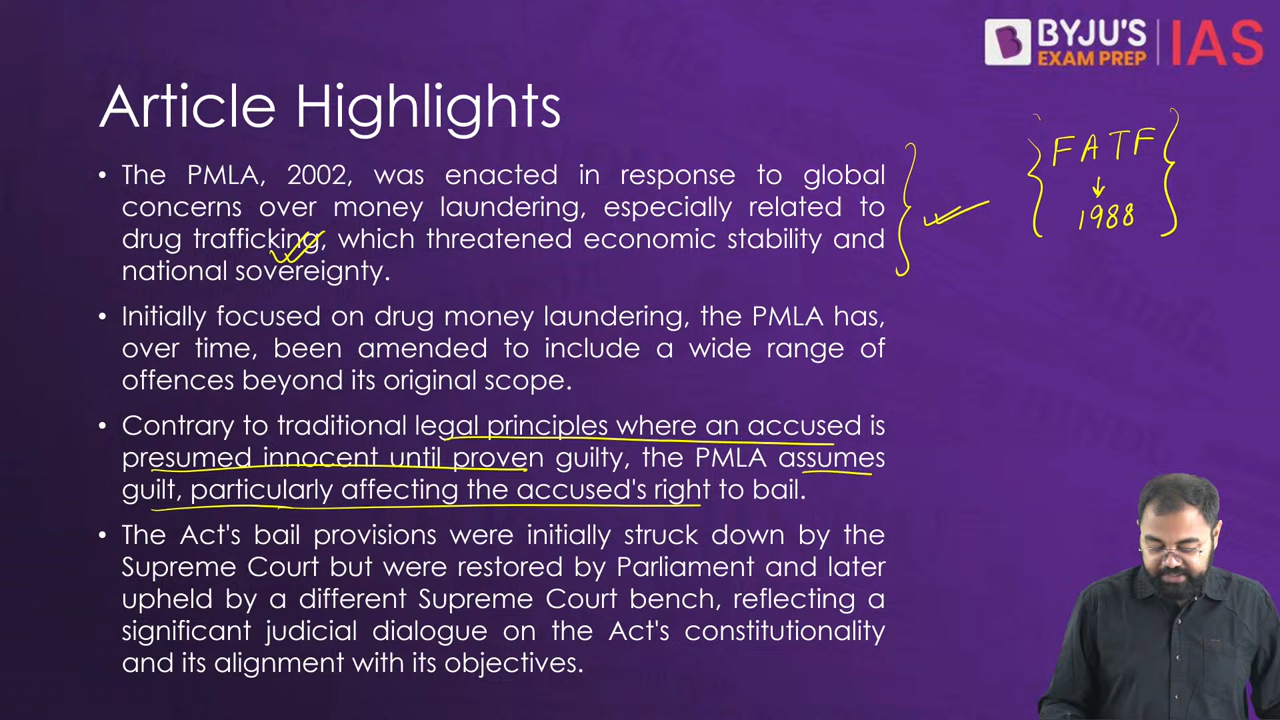 BYJU'S
EXAM PREP
IAS
Article Highlights
FATF
1988
• The PMLA, 2002, was enacted in response to global
concerns over money laundering, especially related to
drug trafficking, which threatened economic stability and
national sovereignty.
• Initially focused on drug money laundering, the PMLA has,
over time, been amended to include a wide range of
offences beyond its original scope.
• Contrary to traditional legal principles where an accused is
presumed innocent until proven guilty, the PMLA assumes
guilt, particularly affecting the accused's right to bail.
• The Act's bail provisions were initially struck down by the
Supreme Court but were restored by Parliament and later
upheld by a different Supreme Court bench, reflecting a
significant judicial dialogue on the Act's constitutionality
and its alignment with its objectives.